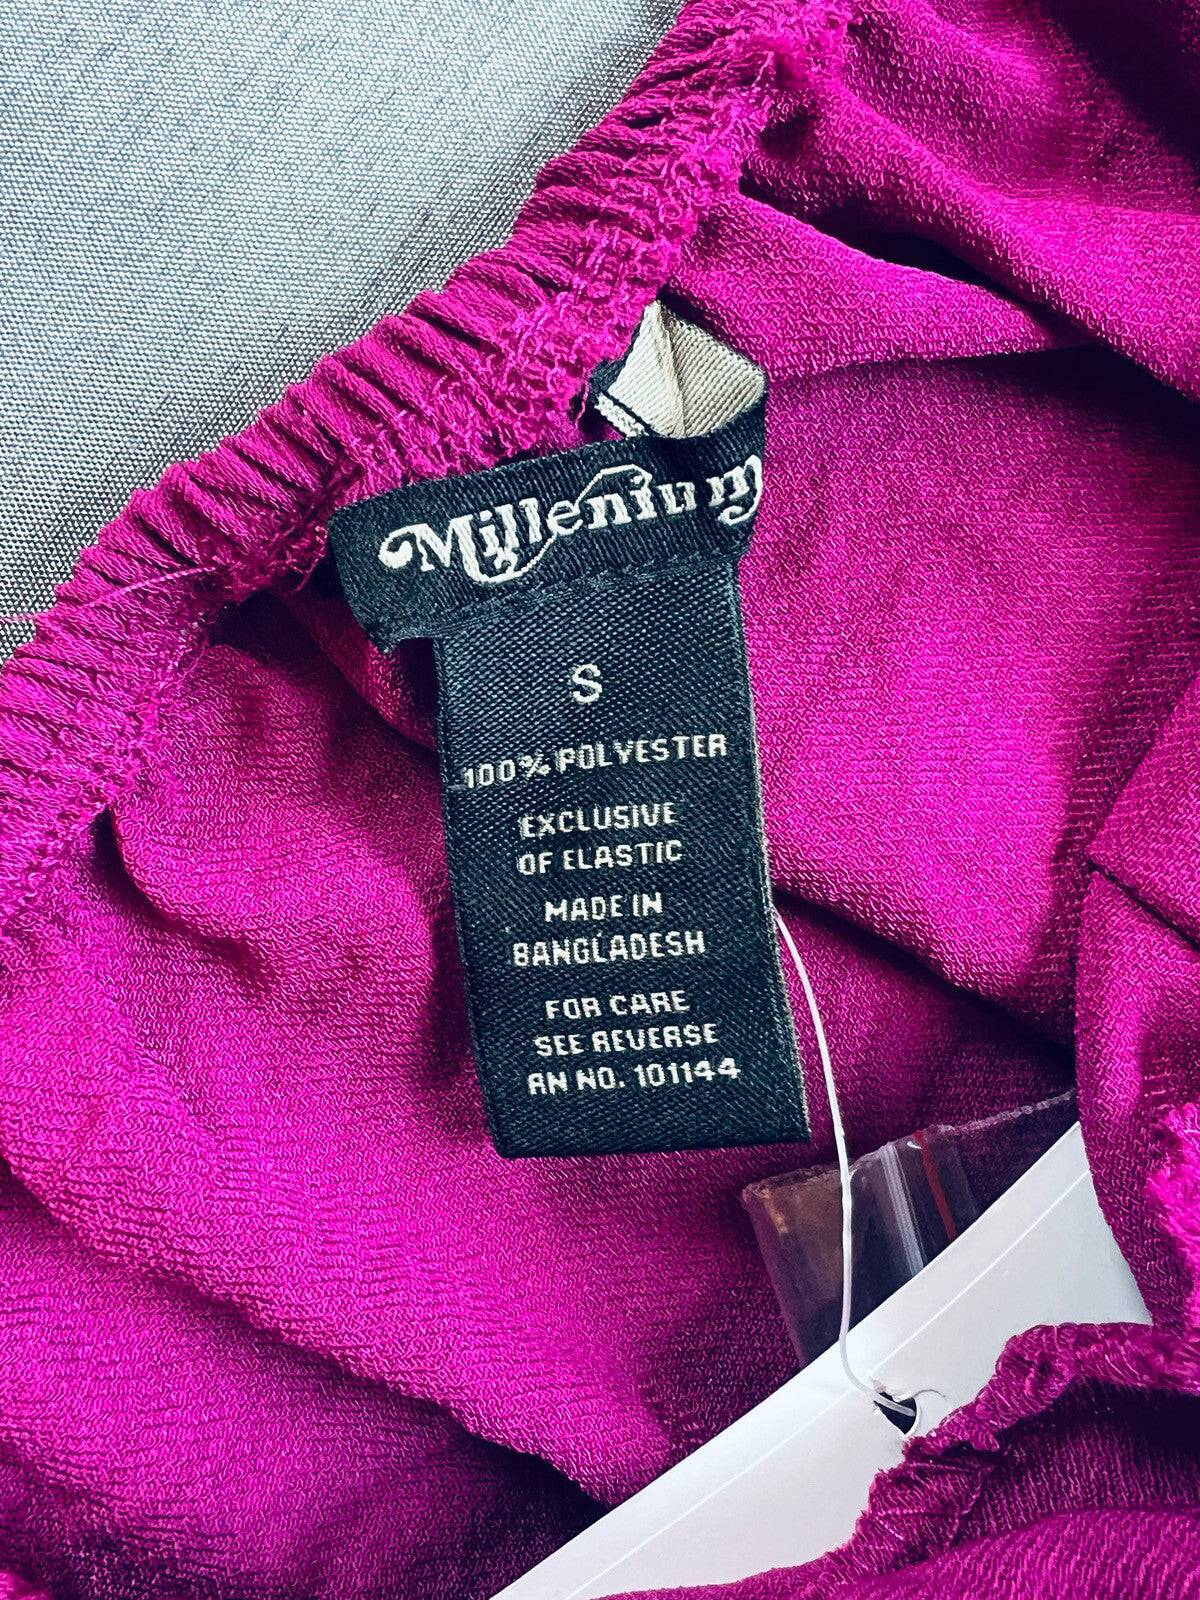 Millenium
S
100% POLYESTER
EXCLUSIVE
OF ELASTIC
MADE IN
BANGLADESH
FOR CARE
SEE REVERSE
RN NO. 101144